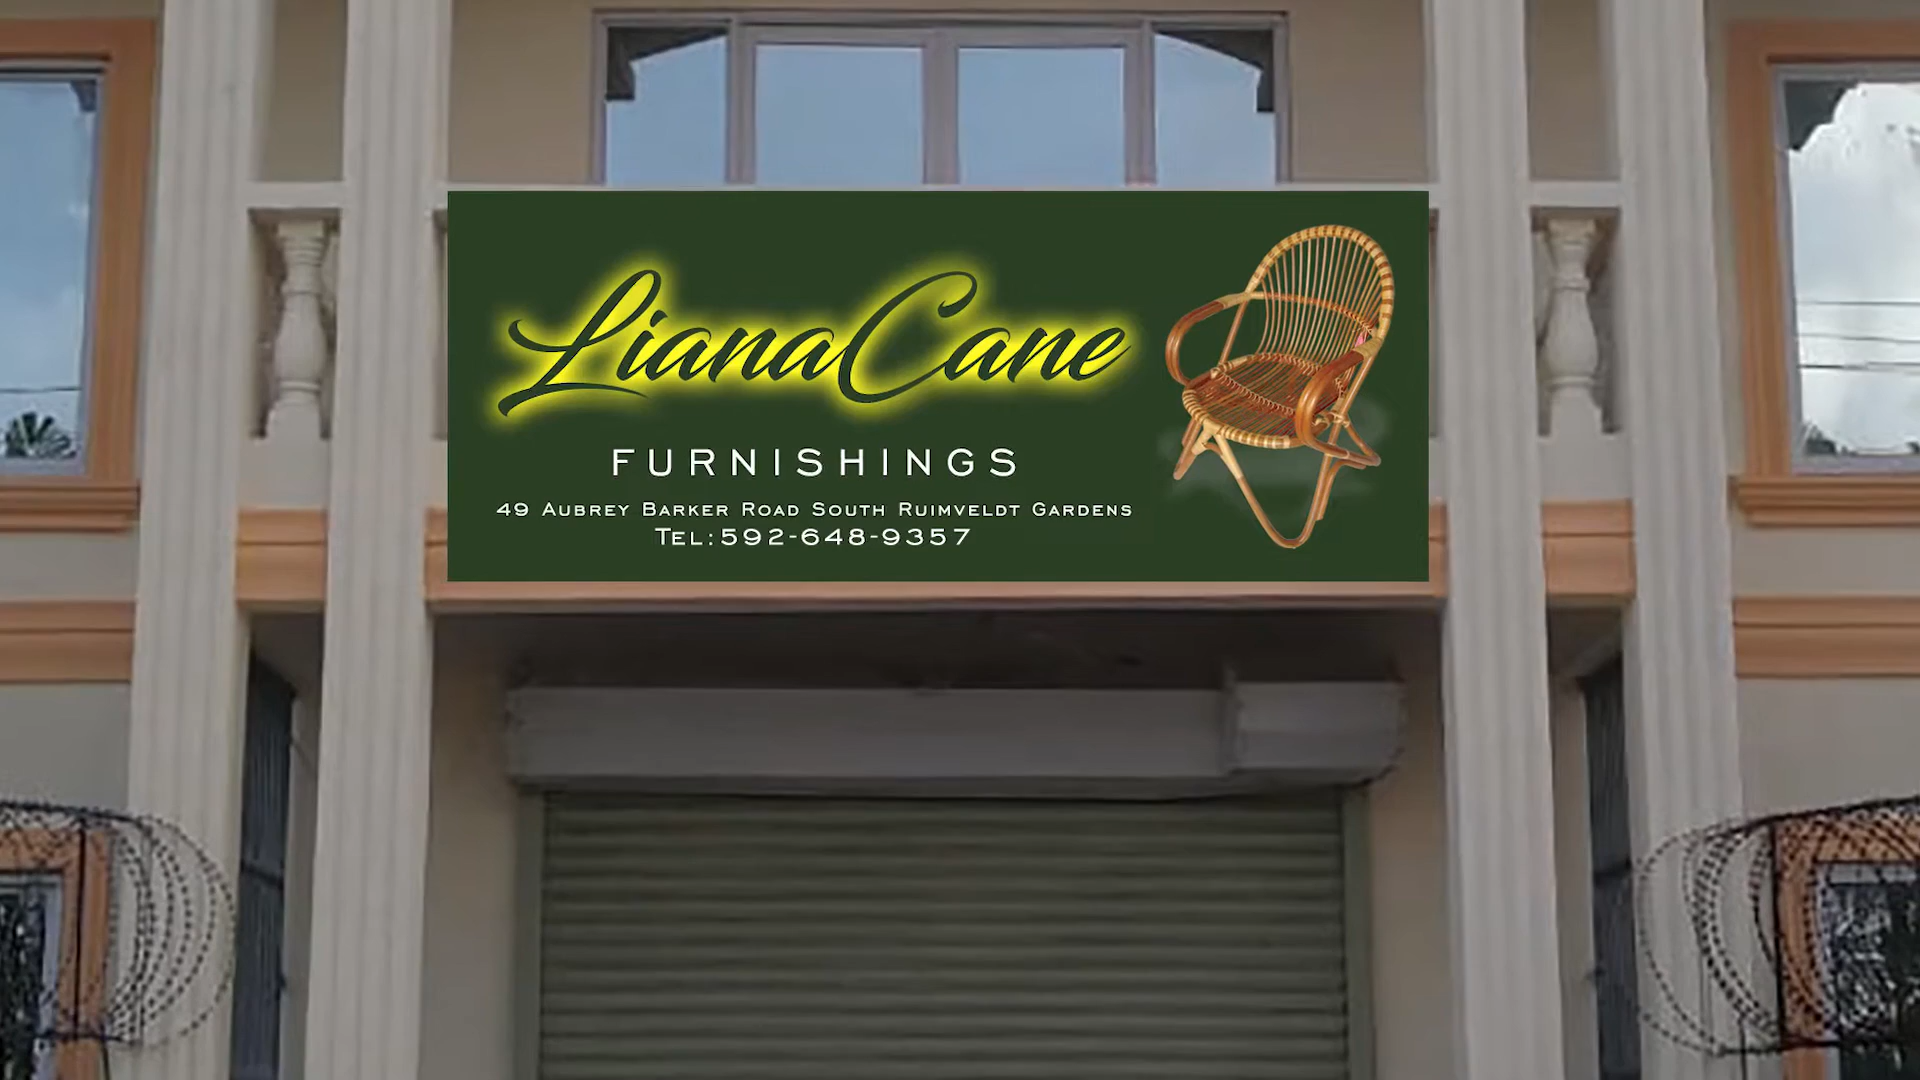 LianaCane
FURNISHINGS
49 Aubrey Barker Road South Ruimveldt Gardens
Tel:592-648-9357